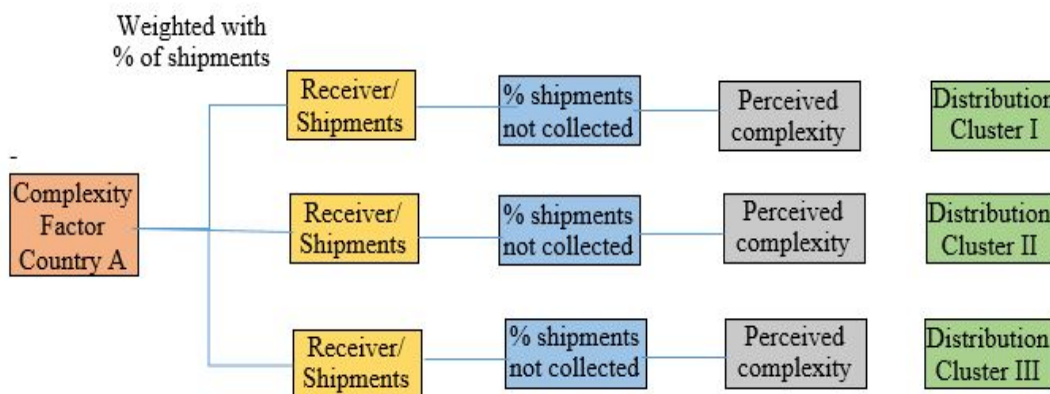 Weighted with
% of shipments
Receiver/
Shipments
% shipments
not collected
Perceived
complexity
Distribution
Cluster I
-
Complexity
Factor
Country A
Receiver/
Shipments
% shipments
not collected
Perceived
complexity
Distribution
Cluster II
Receiver/
Shipments
% shipments
not collected
Perceived
complexity
Distribution
Cluster III